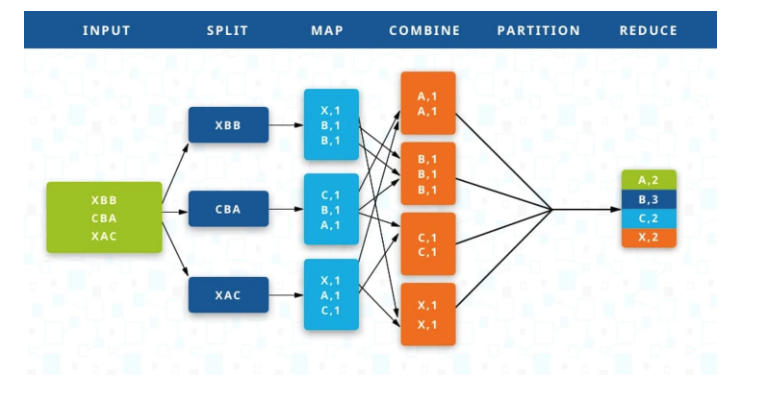 INPUT
SPLIT
MAP
COMBINE
PARTITION
REDUCE
XBB
CBA
XAC
XBB
CBA
XAC
X,1
B,1
B,1
C,1
B,1
A,1
X,1
A,1
C,1
A,1
A,1
B,1
B,1
B,1
C,1
C,1
X,1
X,1
A,2
B,3
C,2
X,2